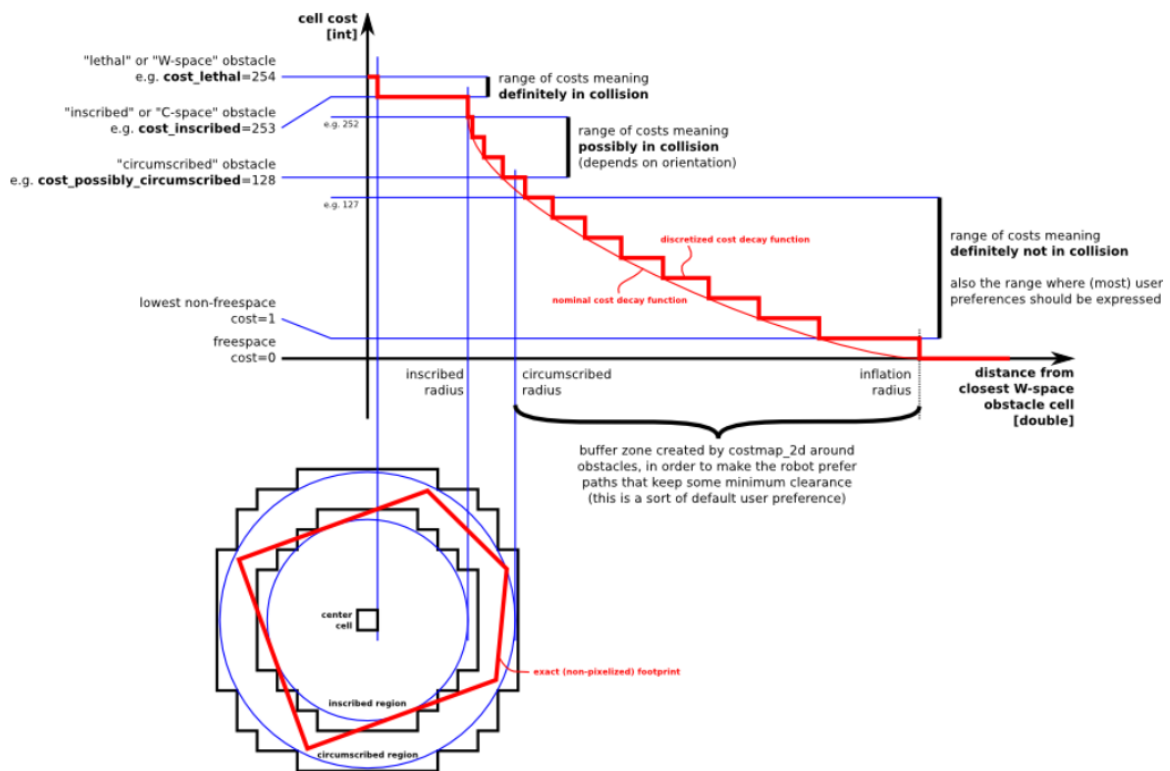 cell cost
[int]
"lethal" or "W-space" obstacle
e.g. cost_lethal=254
range of costs meaning
definitely in collision
"inscribed" or "C-space" obstacle
e.g. cost_inscribed=253
e.g. 252
range of costs meaning
possibly in collision
(depends on orientation)
"circumscribed" obstacle
e.g. cost_possibly_circumscribed=128
e.g. 127
range of costs meaning
definitely not in collision
also the range where (most) user
preferences should be expressed
discretized cost decay function
nominal cost decay function
lowest non-freespace
cost=1
freespace
cost=0
inscribed
radius
circumscribed
radius
inflation
radius
distance from
closest W-space
obstacle cell
[double]
buffer zone created by costmap_2d around
obstacles, in order to make the robot prefer
paths that keep some minimum clearance
(this is a sort of default user preference)
center
cell
exact (non-pixelized) footprint
inscribed region
circumscribed region